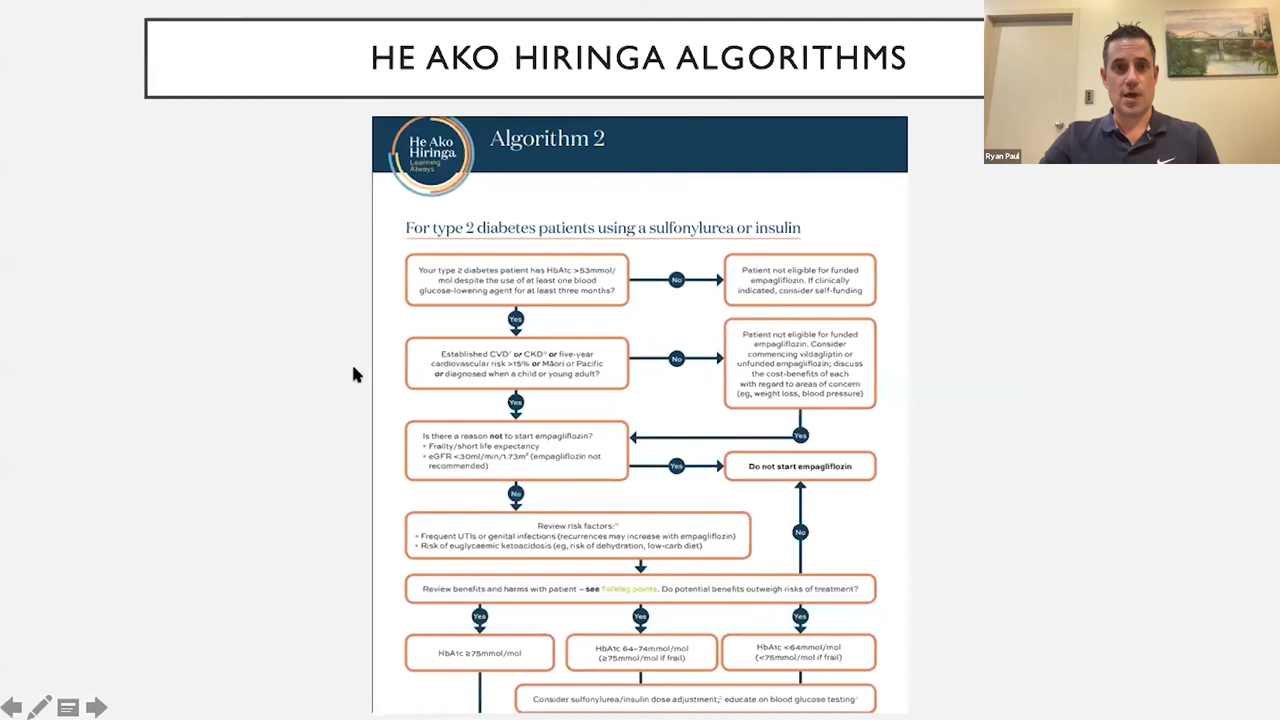 HE AKO HIRINGA ALGORITHMS
Ryan Paul
He Ako
Hiringa
Learning
Always
Algorithm 2
For type 2 diabetes patients using a sulfonylurea or insulin
Your type 2 diabetes patient has HbA1c >53mmol/
mol despite the use of at least one blood
glucose-lowering agent for at least three months?
No
Patient not eligible for funded
empagliflozin. If clinically
indicated, consider self-funding
Yes
Established CVD or CKD or five-year
cardiovascular risk >15% or Māori or Pacific
or diagnosed when a child or young adult?
No
Patient not eligible for funded
empagliflozin. Consider
commencing vildagliptin or
unfunded empagliflozin; discuss
the cost-benefits of each
with regard to areas of concern
(eg, weight loss, blood pressure)
Yes
Yes
Is there a reason not to start empagliflozin?
• Frailty/short life expectancy
• eGFR <30ml/min/1.73m² (empagliflozin not
recommended)
Yes
Do not start empagliflozin
No
No
Review risk factors:
• Frequent UTIs or genital infections (recurrences may increase with empagliflozin)
• Risk of euglycaemic ketoacidosis (eg, risk of dehydration, low-carb diet)
Review benefits and harms with patient – see Talking points. Do potential benefits outweigh risks of treatment?
Yes
Yes
Yes
HbA1c ≥75mmol/mol
HbA1c 64–74mmol/mol
(≥75mmol/mol if frail)
HbA1c <64mmol/mol
(<75mmol/mol if frail)
Consider sulfonylurea/insulin dose adjustment; educate on blood glucose testing